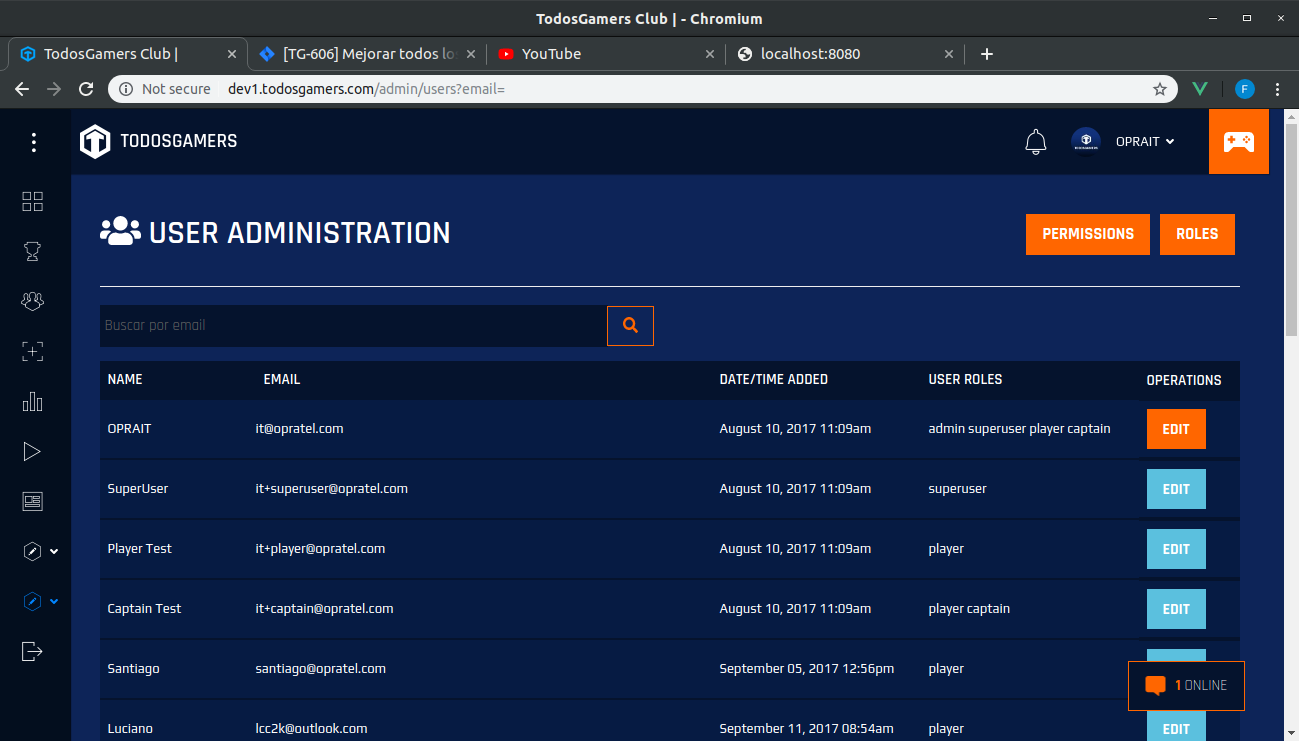 TodosGamers Club | - Chromium
TodosGamers Club |
[TG-606] Mejorar todos lo
YouTube
localhost:8080
Not secure
dev1.todosgamers.com/admin/users?email=
F
TODOSGAMERS
OPRAIT
USER ADMINISTRATION
PERMISSIONS
ROLES
Buscar por email
NAME EMAIL DATE/TIME ADDED USER ROLES OPERATIONS
OPRAIT it@opratel.com August 10, 2017 11:09am admin superuser player captain EDIT
SuperUser it+superuser@opratel.com August 10, 2017 11:09am superuser EDIT
Player Test it+player@opratel.com August 10, 2017 11:09am player EDIT
Captain Test it+captain@opratel.com August 10, 2017 11:09am player captain EDIT
Santiago santiago@opratel.com September 05, 2017 12:56pm player
1 ONLINE
Luciano lcc2k@outlook.com September 11, 2017 08:54am player EDIT